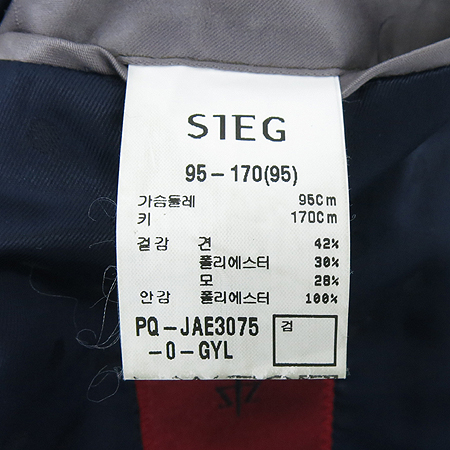 SIEG
95-170(95)
가슴둘레 95Cm
키 170Cm
겉감 견 42%
폴리에스터 30%
모 28%
안감 폴리에스터 100%
PQ-JAE3075
-0-GYL
검